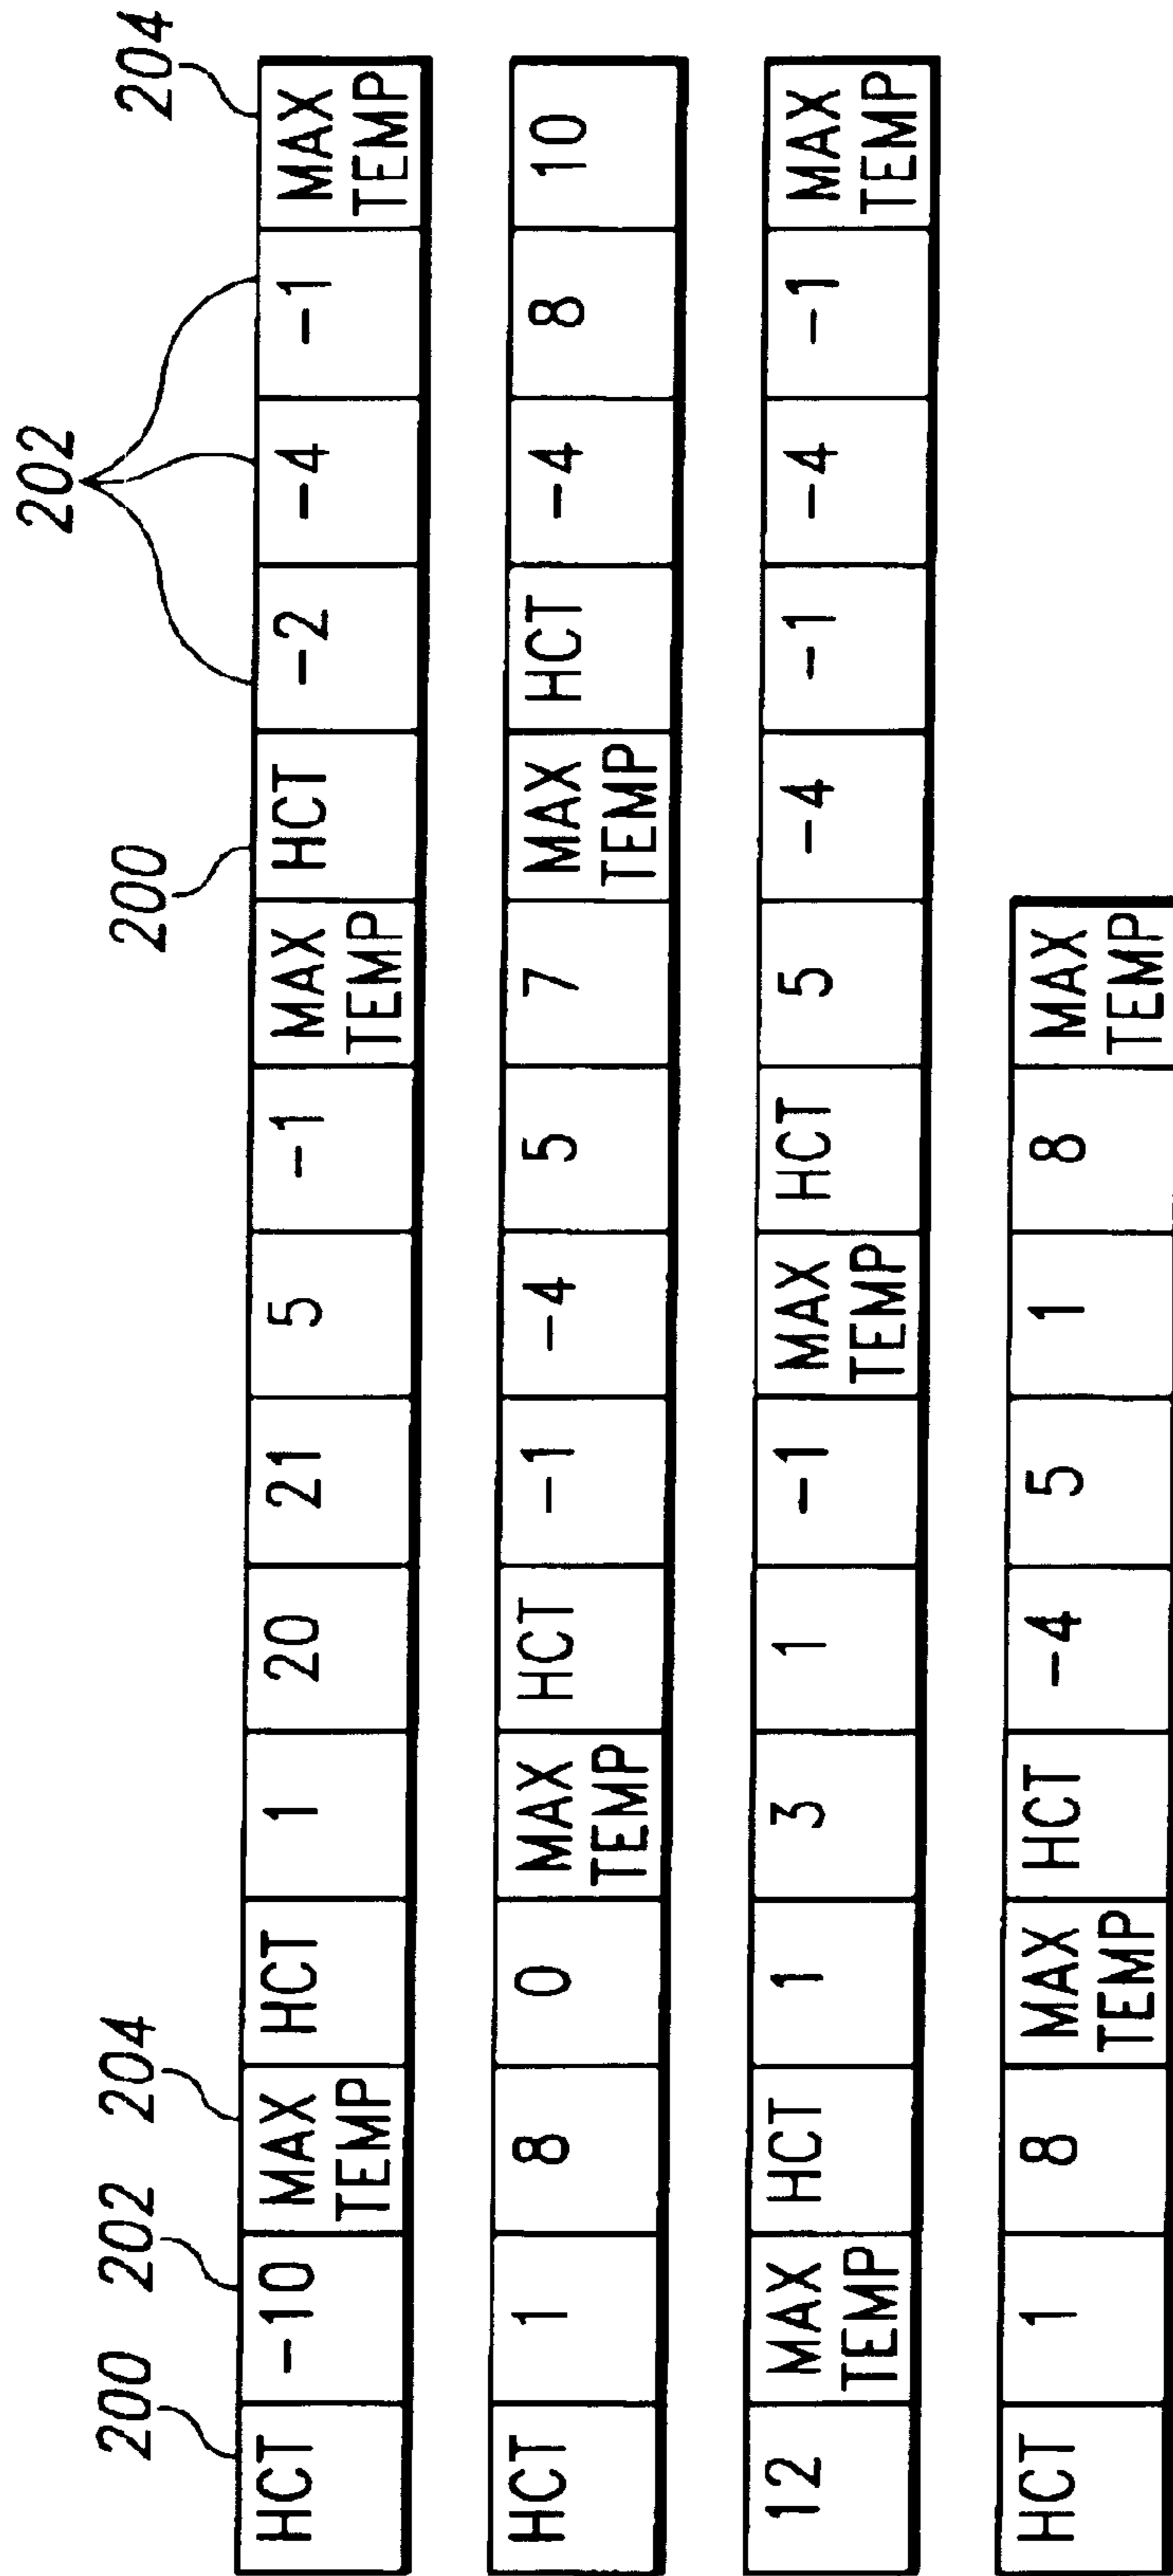 202
200 202 204 200 204
HCT -10 MAX HCT 1 20 21 5 -1 MAX HCT -2 -4 -1 MAX
TEMP TEMP TEMP
HCT 1 8 0 MAX HCT -1 -4 5 7 MAX HCT -4 8 10
TEMP TEMP
12 MAX HCT 1 3 1 -1 MAX HCT 5 -4 -1 -4 -1 MAX
TEMP TEMP TEMP
HCT 1 8 MAX HCT -4 5 1 8 MAX
TEMP TEMP